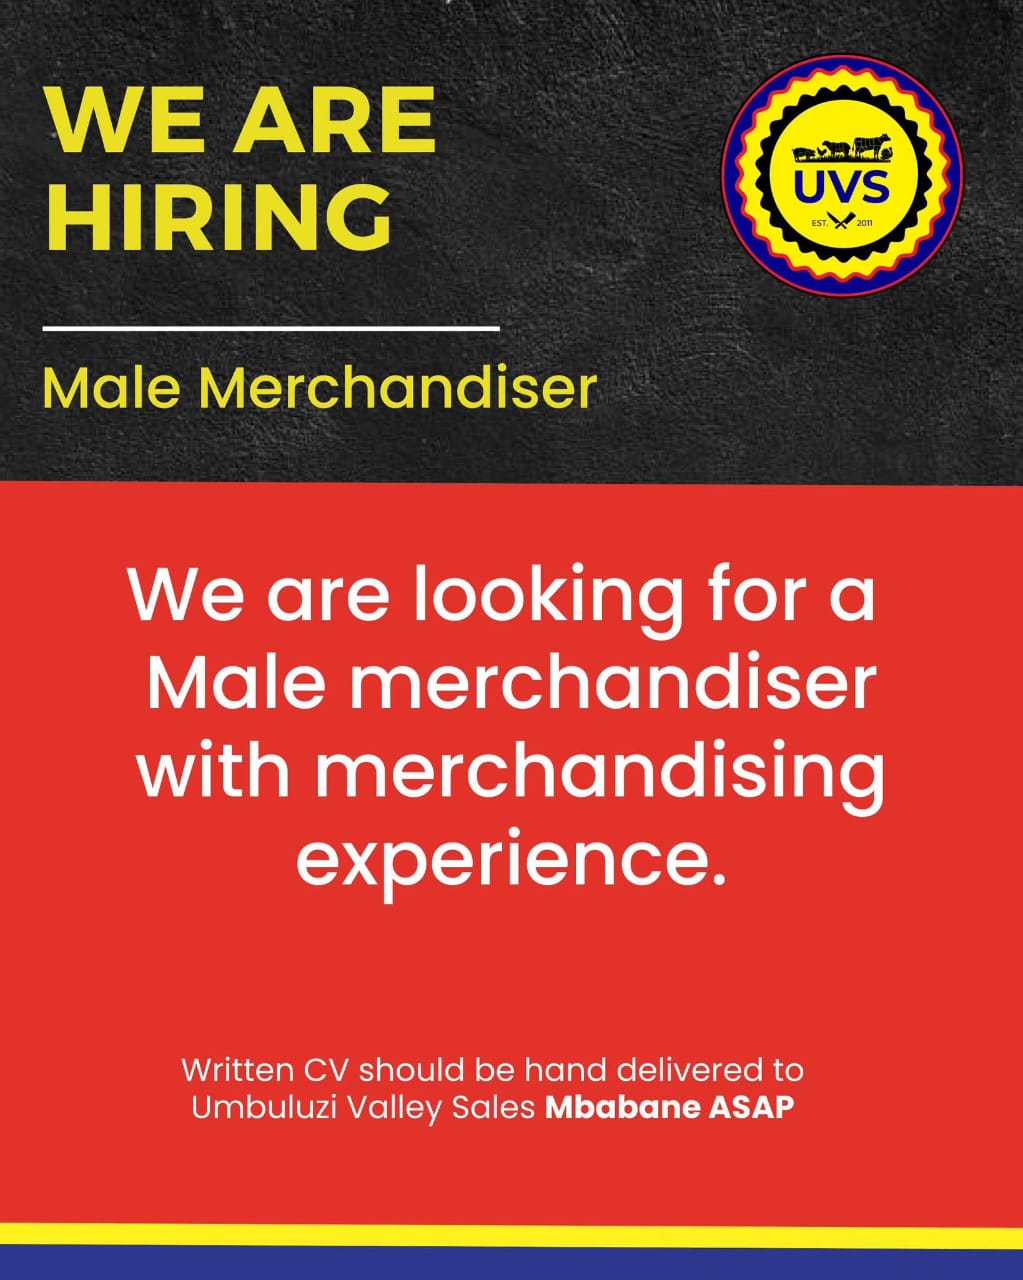 WE ARE
HIRING
UVS
EST. 2011
Male Merchandiser
We are looking for a
Male merchandiser
with merchandising
experience.
Written CV should be hand delivered to
Umbuluzi Valley Sales Mbabane ASAP